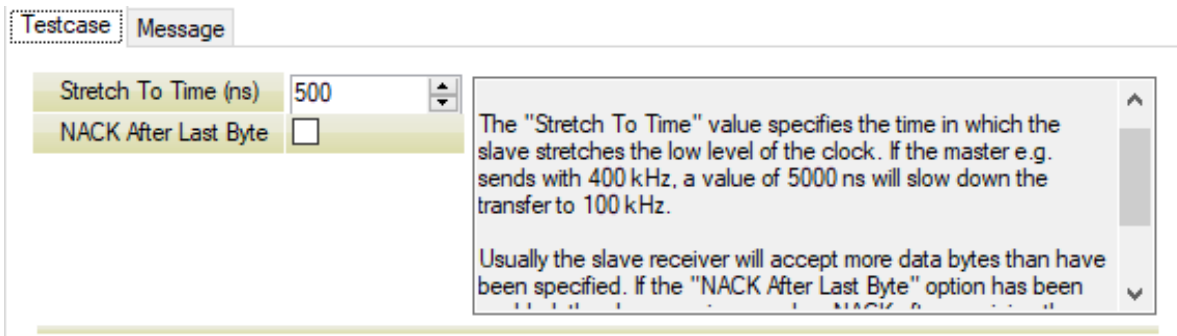 Testcase Message
Stretch To Time (ns) 500
NACK After Last Byte
The "Stretch To Time" value specifies the time in which the
slave stretches the low level of the clock. If the master e.g.
sends with 400 kHz, a value of 5000 ns will slow down the
transfer to 100 kHz.
Usually the slave receiver will accept more data bytes than have
been specified. If the "NACK After Last Byte" option has been